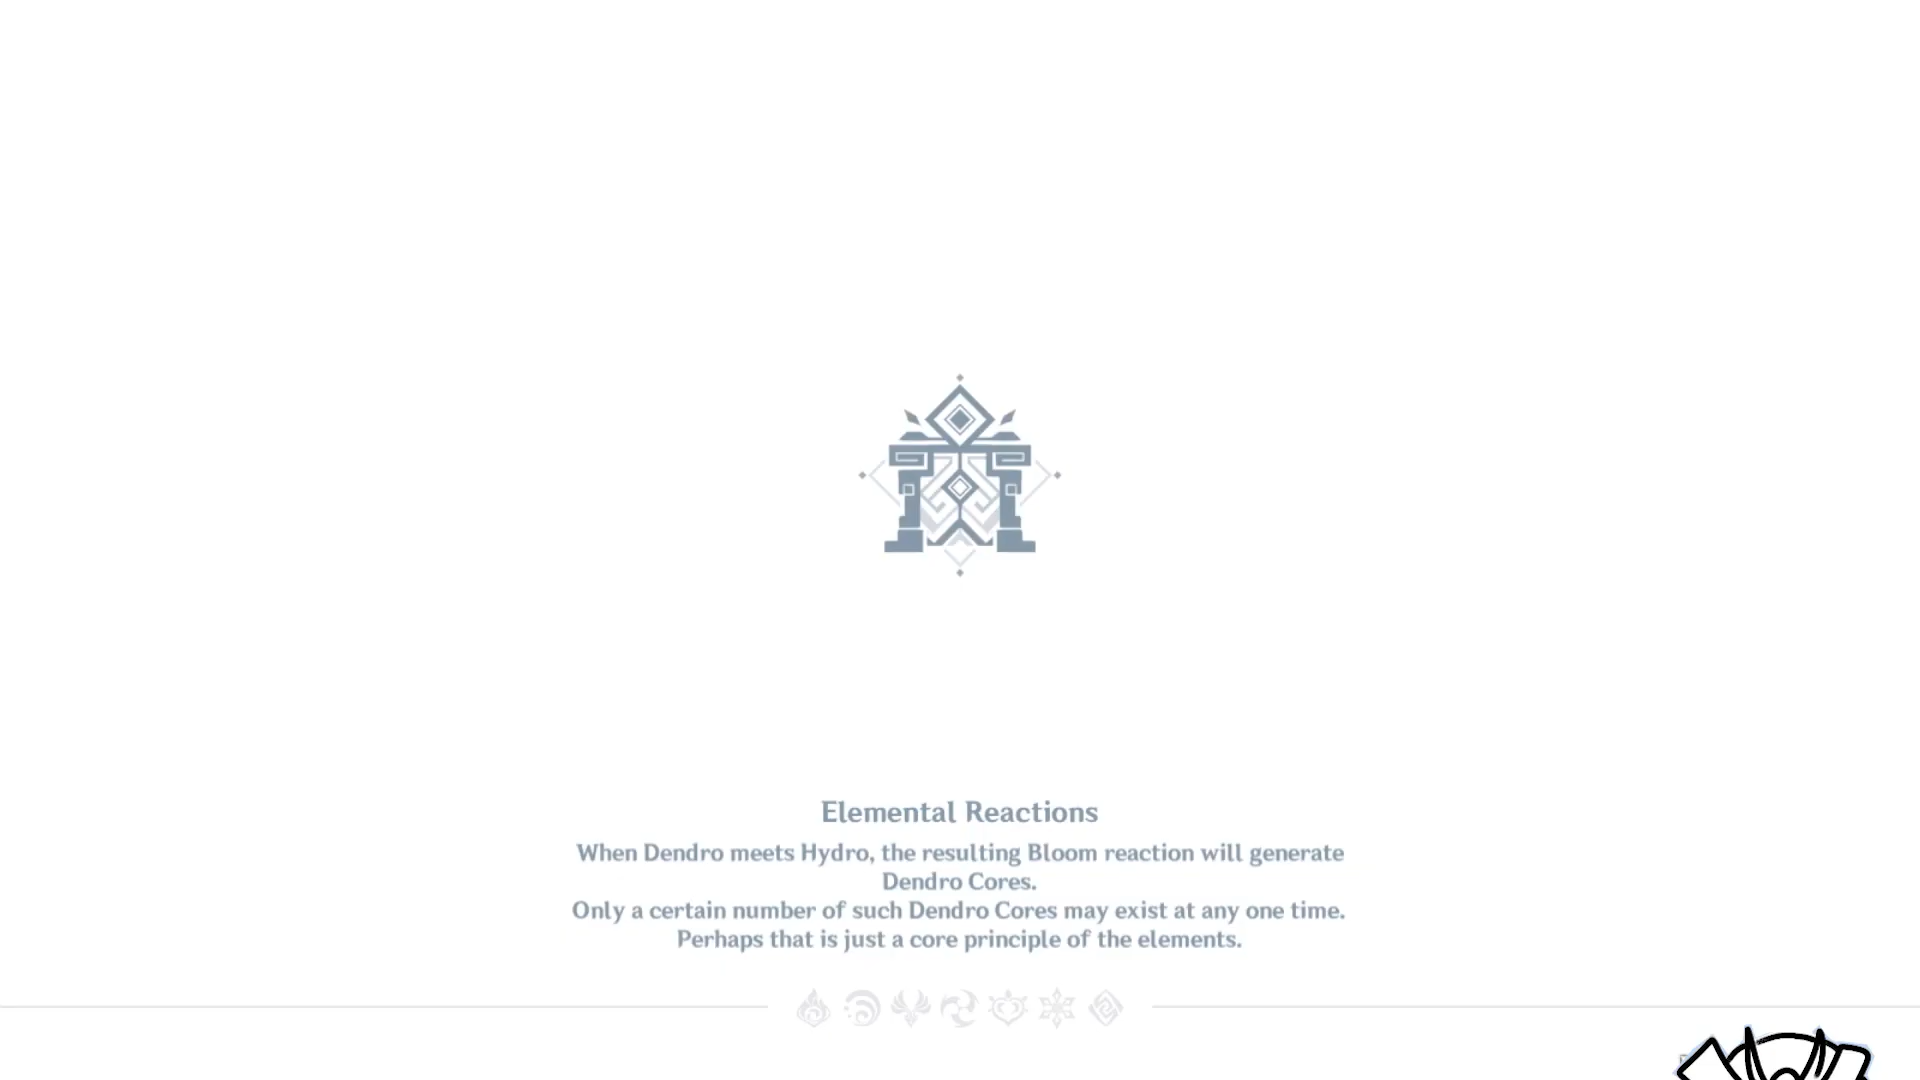 Elemental Reactions
When Dendro meets Hydro, the resulting Bloom reaction will generate
Dendro Cores.
Only a certain number of such Dendro Cores may exist at any one time.
Perhaps that is just a core principle of the elements.